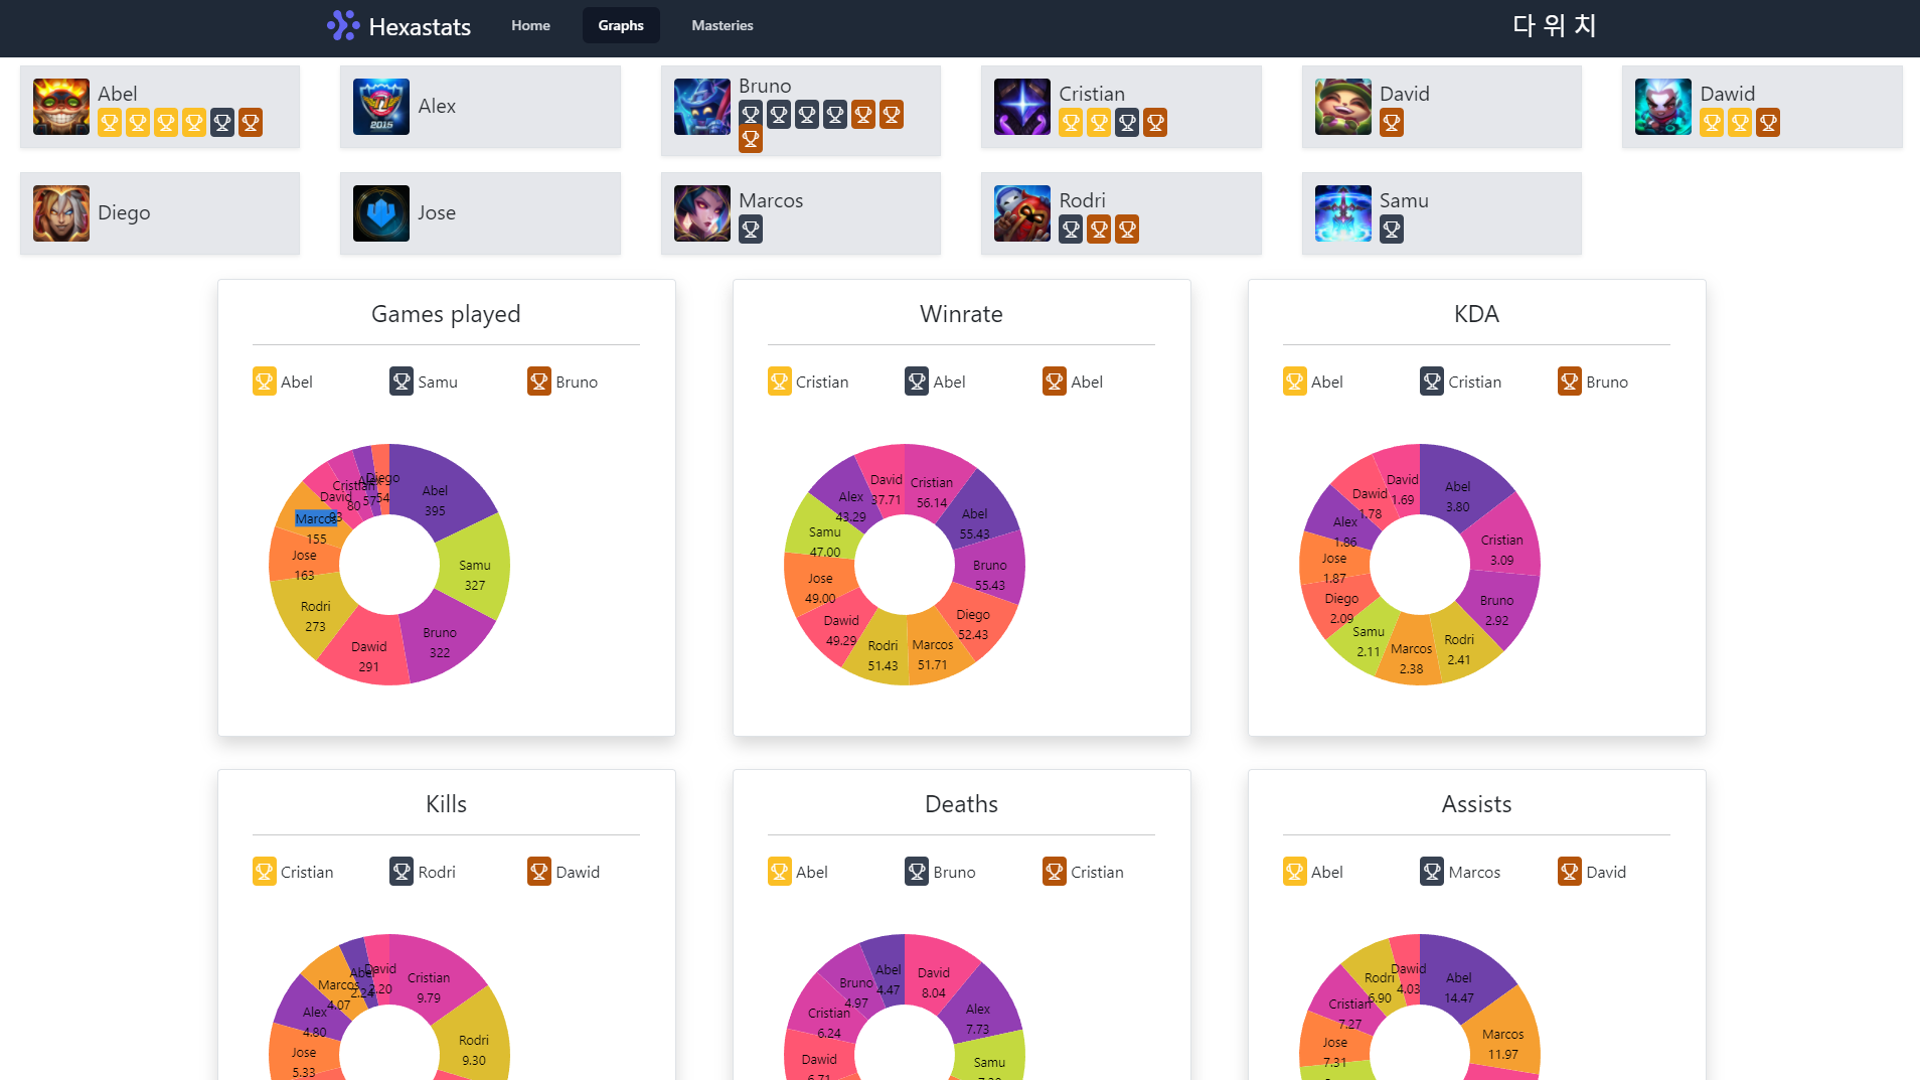 Hexastats
Home
Graphs
Masteries
다 위 치
Abel
Alex
2015
Bruno
Cristian
David
Dawid
Diego
Jose
Marcos
Rodri
Samu
Games played
Abel
Samu
Bruno
Abel
395
Samu
327
Bruno
322
Dawid
291
Rodri
273
Jose
163
Marcos
155
David
93
Cristian
80
Alex
57
Diego
54
Winrate
Cristian
Abel
Abel
Cristian
56.14
Abel
55.43
Bruno
55.43
Diego
52.43
Marcos
51.71
Rodri
51.43
Dawid
49.29
Jose
49.00
Samu
47.00
Alex
43.29
David
37.71
KDA
Abel
Cristian
Bruno
Abel
3.80
Cristian
3.09
Bruno
2.92
Rodri
2.41
Marcos
2.38
Samu
2.11
Diego
2.09
Jose
1.87
Alex
1.86
Dawid
1.78
David
1.69
Kills
Cristian
Rodri
Dawid
Cristian
9.79
Rodri
9.30
Jose
5.33
Alex
4.80
Marcos
4.07
Abel
2.24
David
2.20
Deaths
Abel
Bruno
Cristian
David
8.04
Alex
7.73
Samu
Dawid
6.71
Cristian
6.24
Bruno
4.97
Abel
4.47
Assists
Abel
Marcos
David
Abel
14.47
Marcos
11.97
Jose
7.31
Cristian
7.27
Rodri
6.90
Dawid
4.03